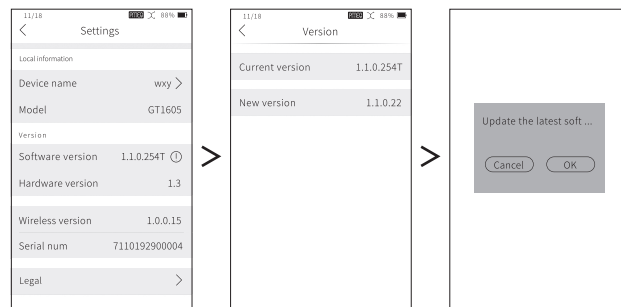 11/18 88%
Settings
Local information
Device name wxy
Model GT1605
Version
Software version 1.1.0.254T
Hardware version 1.3
Wireless version 1.0.0.15
Serial num 7110192900004
Legal
11/18 88%
Version
Current version 1.1.0.254T
New version 1.1.0.22
Update the latest soft ...
Cancel OK